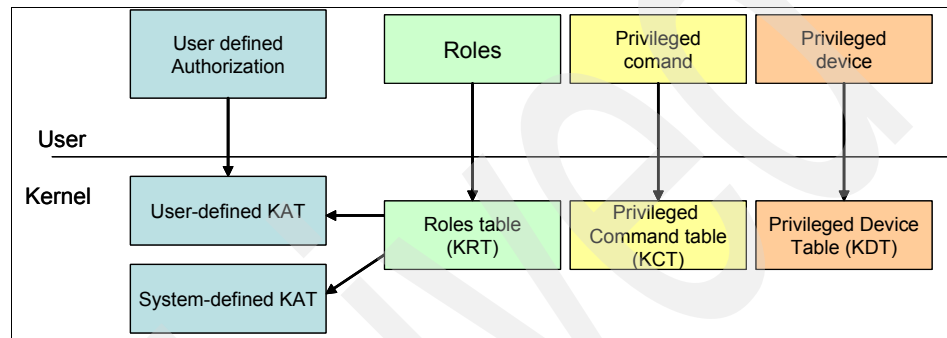 User defined
Authorization
Roles
Privileged
comand
Privileged
device
User
Kernel
User-defined KAT
Roles table
(KRT)
Privileged
Command table
(KCT)
Privileged Device
Table (KDT)
System-defined KAT